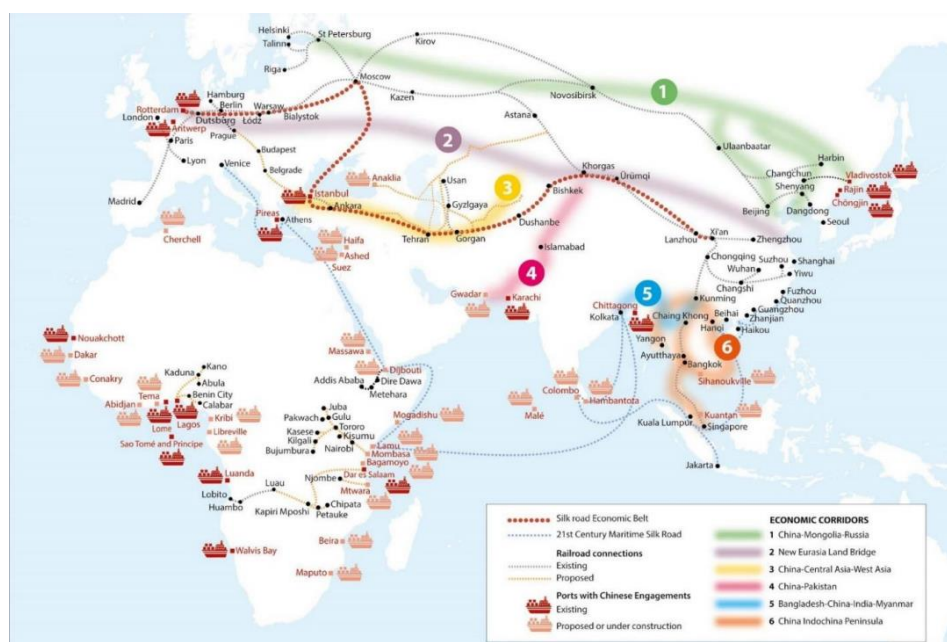 Helsinki
St Petersburg
Talinn
Riga
Kirov
Moscow
Kazen
Novosibirsk
1
Hamburg
Rotterdam
Berlin
Warsaw
London
Dutsborg
Lodz
Bialystok
Antwerp
Prague
Paris
Astana
Ulaanbaatar
Harbin
2
Lyon
Venice
Budapest
Belgrade
Khorgas
Ürümqi
Changchun
Shenyang
Vladivostok
Rajin
Chóngjin
Anaklia
Usan
3
Bishkek
Madrid
Istanbul
Ankara
Gyzlgaya
Beijing
Dangdong
Seoul
Pireas
Athens
Dushanbe
Lanzhou
Xi'an
Zhengzhou
Cherchell
Haifa
Ashed
Suez
Tehran
Gorgan
Islamabad
Chongqing
Suzhou
Shanghai
Wuhan
Yiwu
Changshi
4
Gwadar
Karachi
5
Chittagong
Kolkata
Kunming
Fuzhou
Quanzhou
Guangzhou
Beihai
Zhanjian
Chaing Khong
Hanoi
Haikou
Yangon
6
Nouakchott
Dakar
Massawa
Djibouti
Ayutthaya
Bangkok
Sihanoukville
Conakry
Kano
Kaduna
Abula
Addis Ababa
Dire Dawa
Metehara
Colombo
Hambantota
Tema
Benin City
Abidjan
Calabar
Lome
Lagos
Kribi
Juba
Pakwach
Gulu
Mogadishu
Malé
Kuantan
Kuala Lumpur
Singapore
Libreville
Kasese
Tororo
Kilgali
Kisumu
Sao Tomé and Principe
Bujumbura
Nairobi
Lamu
Mombasa
Bagamoyo
Jakarta
Luanda
Luau
Njombe
Dar es Salaam
Mtwara
Lobito
Huambo
Kapiri Mposhi
Chipata
Petauke
Walvis Bay
Beira
Maputo
Silk road Economic Belt
21st Century Maritime Silk Road
Railroad connections
Existing
Proposed
Ports with Chinese Engagements
Existing
Proposed or under construction
ECONOMIC CORRIDORS
1 China-Mongolia-Russia
2 New Eurasia Land Bridge
3 China-Central Asia-West Asia
4 China-Pakistan
5 Bangladesh-China-India-Myanmar
6 China Indochina Peninsula